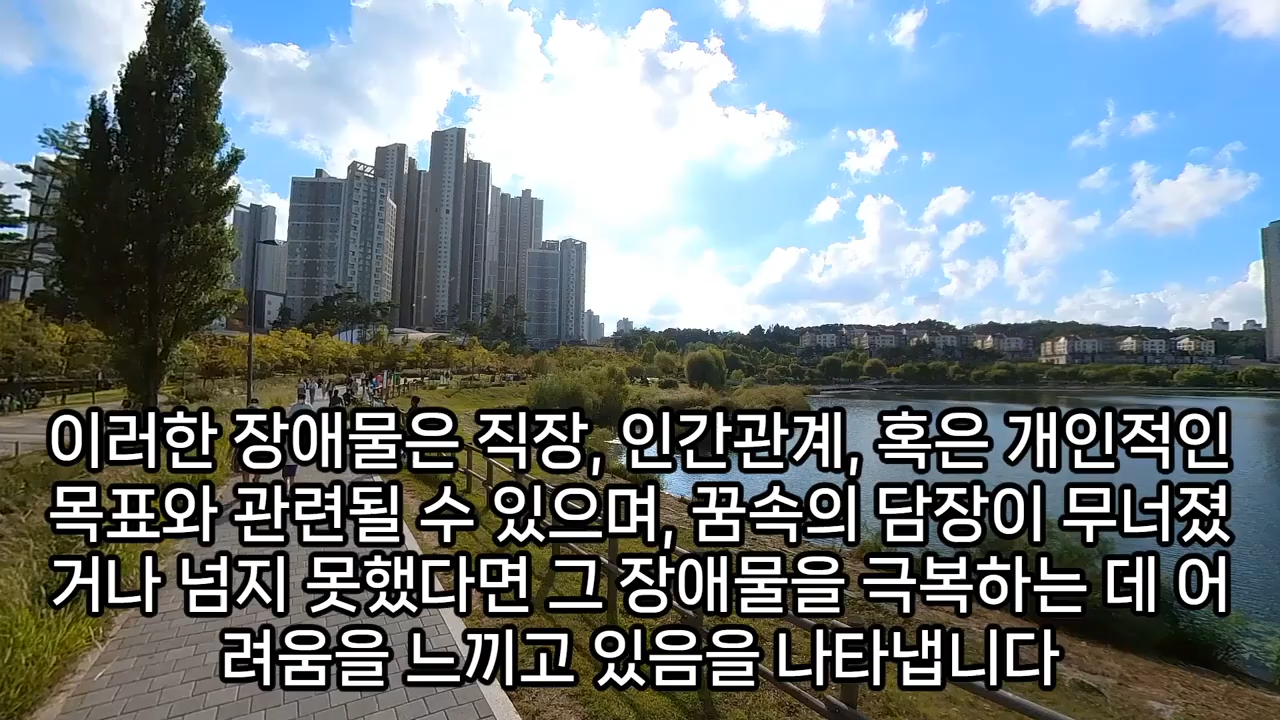 이러한 장애물은 직장, 인간관계, 혹은 개인적인
목표와 관련될 수 있으며, 꿈속의 담장이 무너졌
거나 넘지 못했다면 그 장애물을 극복하는 데 어
려움을 느끼고 있음을 나타냅니다